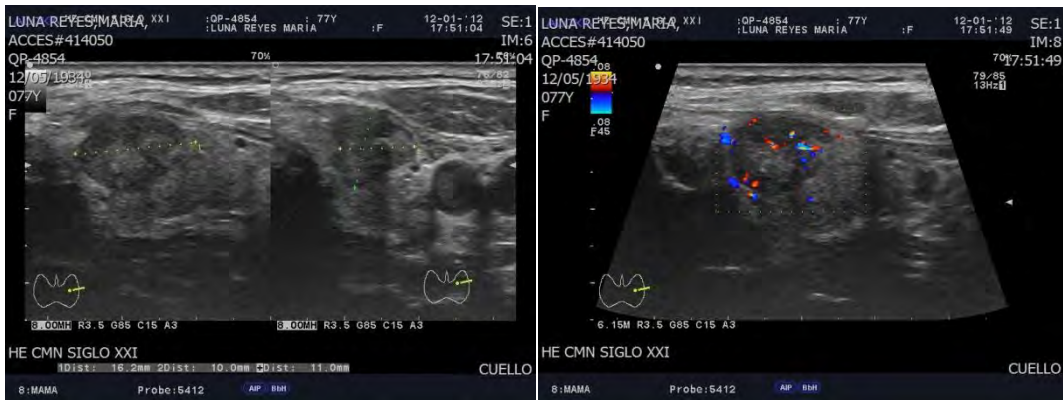 LUNA REYES,MARIA,
:QP-4854
: 77Y
12-01-'12
SE:1
:LUNA REYES MARIA
:F
17:51:04
IM:6
ACCES#414050
QP-4854
70%
17:51:04
12/05/1934
077Y
F
8.00MH R3.5 G85 C15 A3
8.00MH R3.5 G85 C15 A3
HE CMN SIGLO XXI
1Dist: 16.2mm 2Dist: 10.0mm +Dist: 11.0mm
CUELLO
8:MAMA
Probe:5412
AIP
BbH
LUNA REYES,MARIA,
:QP-4854
: 77Y
12-01-'12
SE:1
:LUNA REYES MARIA
:F
17:51:49
IM:8
ACCES#414050
QP-4854
70%
17:51:49
12/05/1934
.08
79/85
13Hz
077Y
F
.08
F45
6.15M R3.5 G85 C15 A3
HE CMN SIGLO XXI
CUELLO
8:MAMA
Probe:5412
AIP
BbH